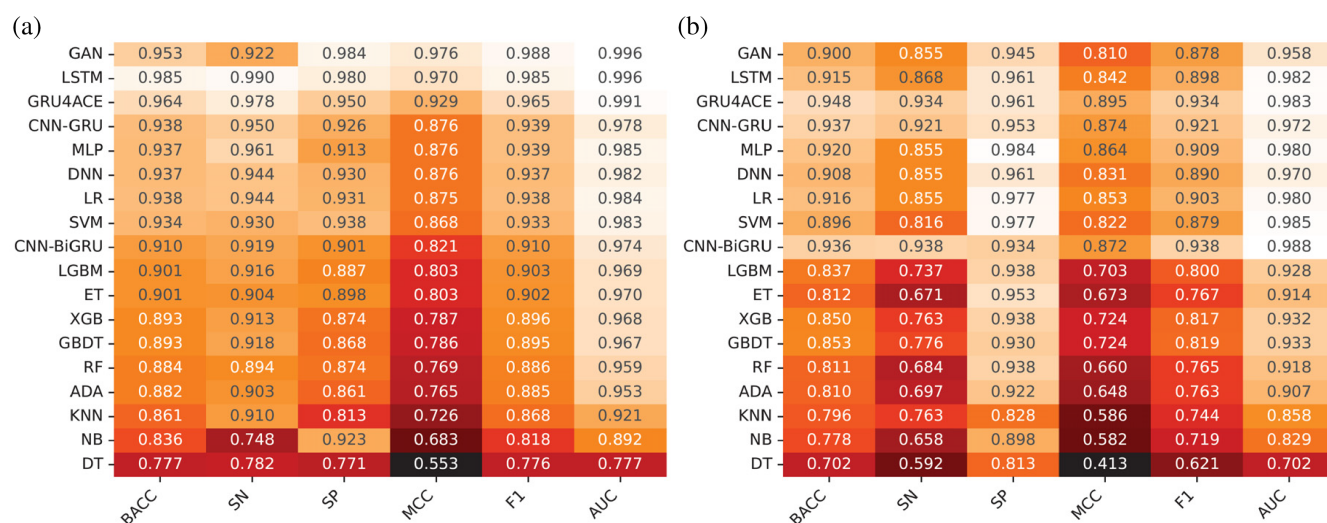 (a)
GAN 0.953 0.922 0.984 0.976 0.988 0.996
LSTM 0.985 0.990 0.980 0.970 0.985 0.996
GRU4ACE 0.964 0.978 0.950 0.929 0.965 0.991
CNN-GRU 0.938 0.950 0.926 0.876 0.939 0.978
MLP 0.937 0.961 0.913 0.876 0.939 0.985
DNN 0.937 0.944 0.930 0.876 0.937 0.982
LR 0.938 0.944 0.931 0.875 0.938 0.984
SVM 0.934 0.930 0.938 0.868 0.933 0.983
CNN-BiGRU 0.910 0.919 0.901 0.821 0.910 0.974
LGBM 0.901 0.916 0.887 0.803 0.903 0.969
ET 0.901 0.904 0.898 0.803 0.902 0.970
XGB 0.893 0.913 0.874 0.787 0.896 0.968
GBDT 0.893 0.918 0.868 0.786 0.895 0.967
RF 0.884 0.894 0.874 0.769 0.886 0.959
ADA 0.882 0.903 0.861 0.765 0.885 0.953
KNN 0.861 0.910 0.813 0.726 0.868 0.921
NB 0.836 0.748 0.923 0.683 0.818 0.892
DT 0.777 0.782 0.771 0.553 0.776 0.777
BACC SN SP MCC F1 AUC
(b)
GAN 0.900 0.855 0.945 0.810 0.878 0.958
LSTM 0.915 0.868 0.961 0.842 0.898 0.982
GRU4ACE 0.948 0.934 0.961 0.895 0.934 0.983
CNN-GRU 0.937 0.921 0.953 0.874 0.921 0.972
MLP 0.920 0.855 0.984 0.864 0.909 0.980
DNN 0.908 0.855 0.961 0.831 0.890 0.970
LR 0.916 0.855 0.977 0.853 0.903 0.980
SVM 0.896 0.816 0.977 0.822 0.879 0.985
CNN-BiGRU 0.936 0.938 0.934 0.872 0.938 0.988
LGBM 0.837 0.737 0.938 0.703 0.800 0.928
ET 0.812 0.671 0.953 0.673 0.767 0.914
XGB 0.850 0.763 0.938 0.724 0.817 0.932
GBDT 0.853 0.776 0.930 0.724 0.819 0.933
RF 0.811 0.684 0.938 0.660 0.765 0.918
ADA 0.810 0.697 0.922 0.648 0.763 0.907
KNN 0.796 0.763 0.828 0.586 0.744 0.858
NB 0.778 0.658 0.898 0.582 0.719 0.829
DT 0.702 0.592 0.813 0.413 0.621 0.702
BACC SN SP MCC F1 AUC